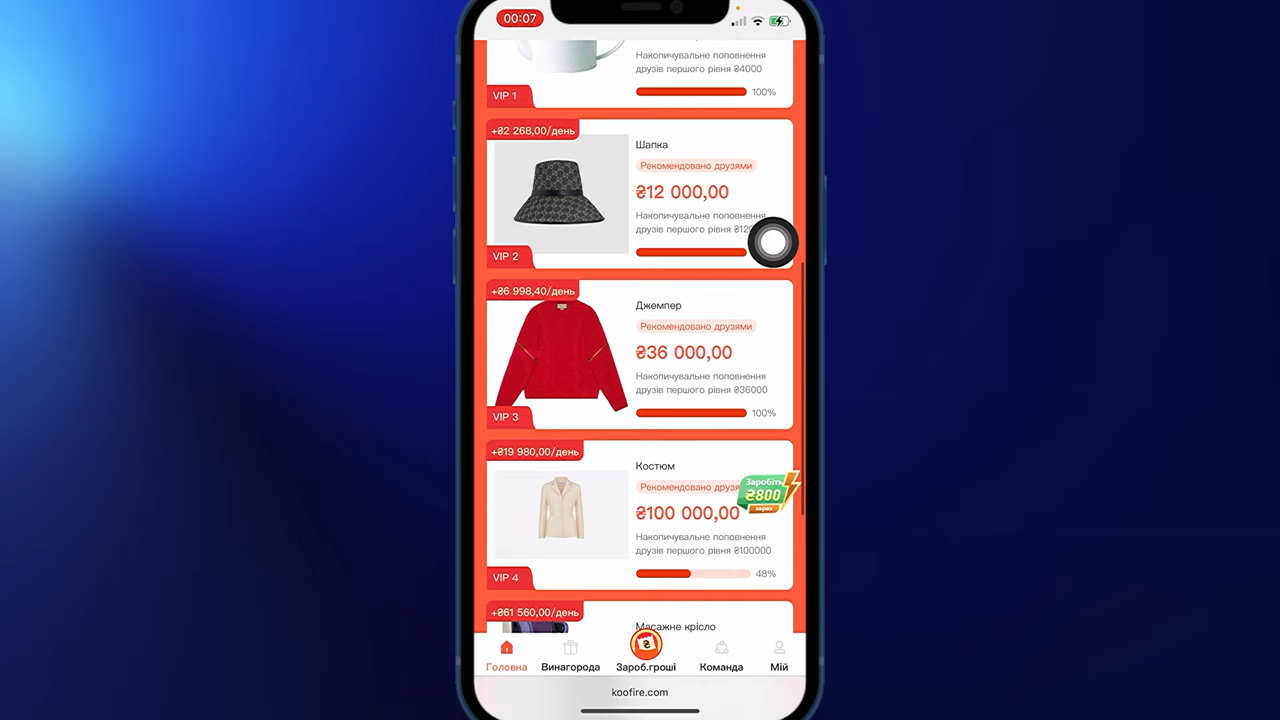 00:07
Накопичувальне поповнення
друзів першого рівня ₴4000
100%
VIP 1
+₴2 268,00/день
Шапка
Рекомендовано друзями
₴12 000,00
Накопичувальне поповнення
друзів першого рівня
VIP 2
+₴6 998,40/день
Джемпер
Рекомендовано друзями
₴36 000,00
Накопичувальне поповнення
друзів першого рівня ₴36000
100%
VIP 3
+₴19 980,00/день
Костюм
Рекомендовано
Заробіть
₴800
зараз
₴100 000,00
Накопичувальне поповнення
друзів першого рівня ₴100000
48%
VIP 4
+₴61 560,00/день
Масажне крісло
Головна
Винагорода
Зароб.гроші
Команда
Мій
koofire.com